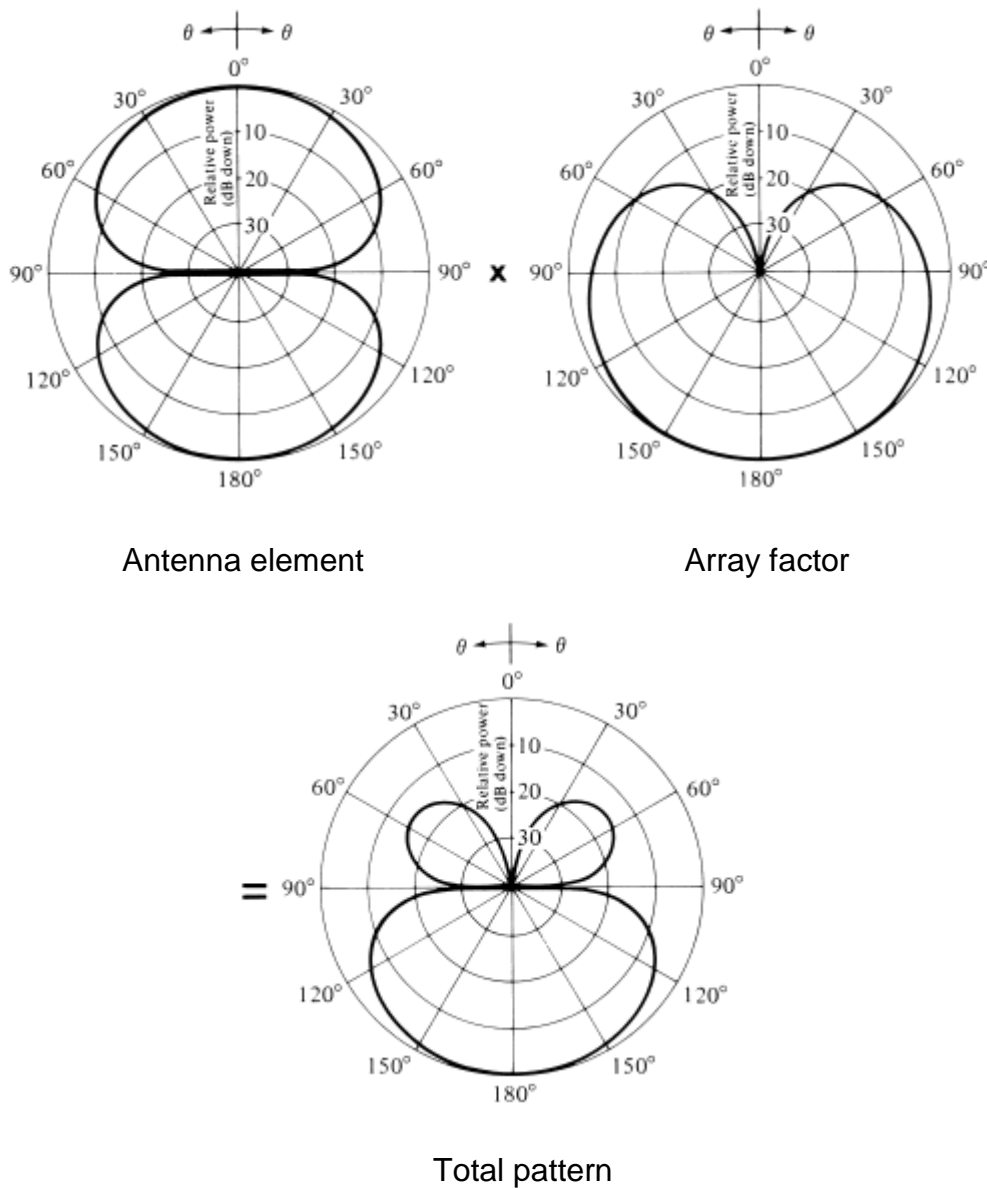 θ θ
0°
30° 30°
60° 60°
90° 90°
120° 120°
150° 150°
180°
Relative power
(dB down)
10
20
30
Antenna element
x
θ θ
0°
30° 30°
60° 60°
90° 90°
120° 120°
150° 150°
180°
Relative power
(dB down)
10
20
30
Array factor
=
θ θ
0°
30° 30°
60° 60°
90° 90°
120° 120°
150° 150°
180°
Relative power
(dB down)
10
20
30
Total pattern